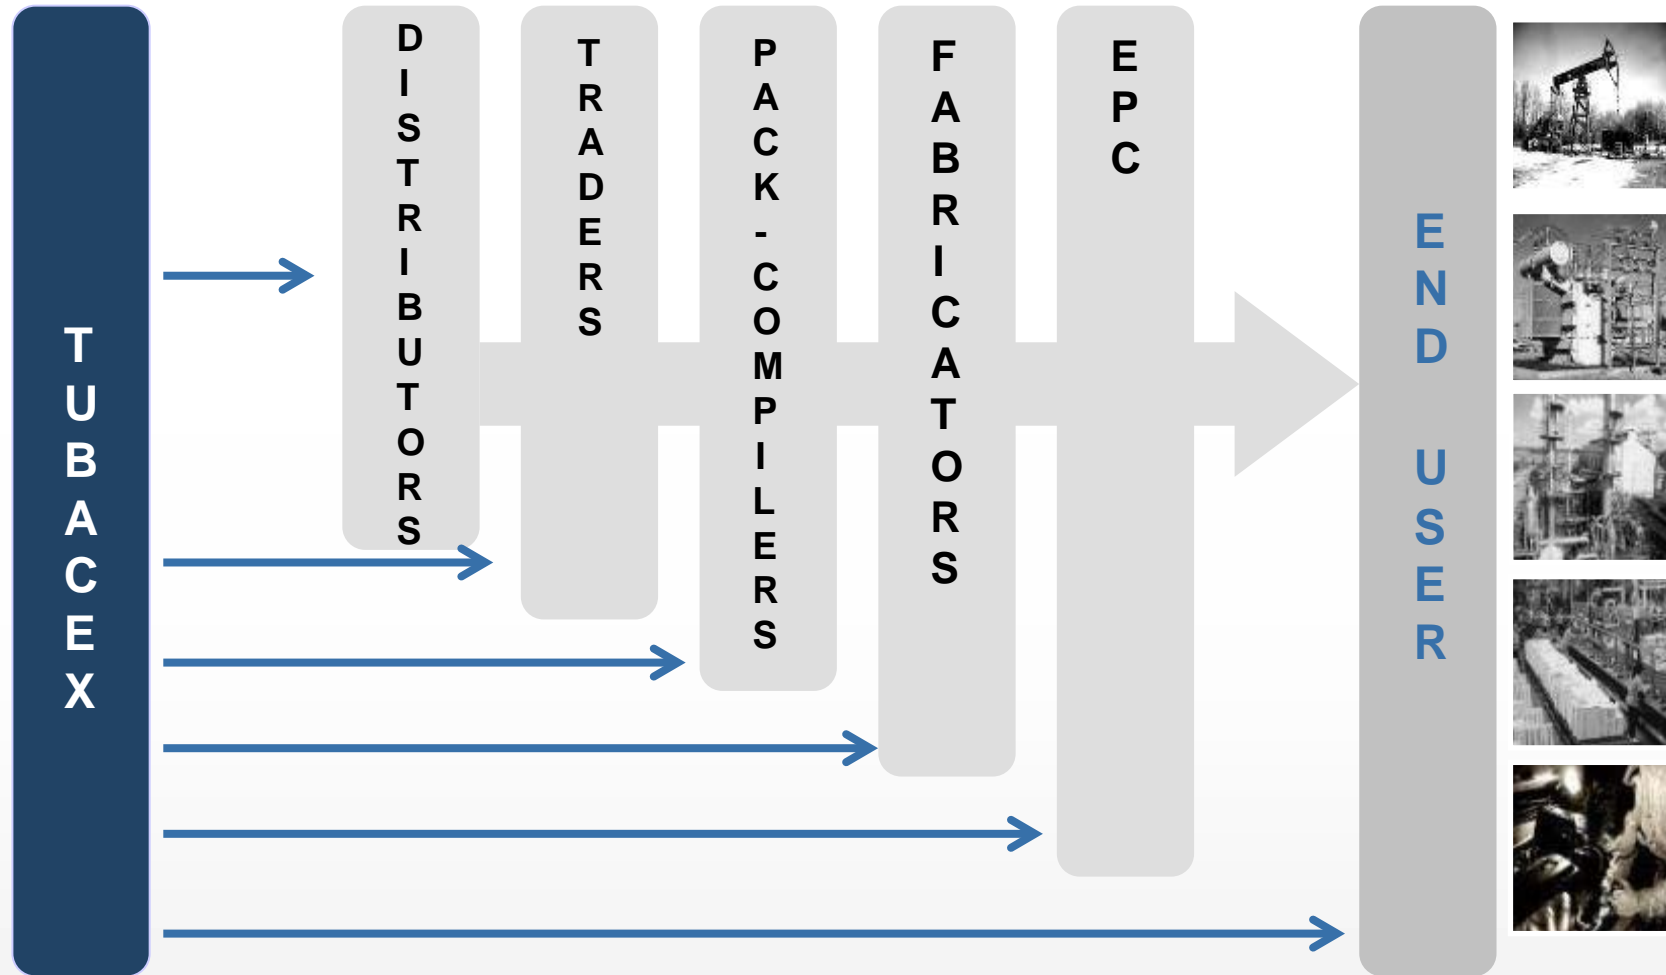 TUBACEX
DISTRIBUTORS
TRADERS
PACK-COMPILERS
FABRICATORS
EPC
END USER